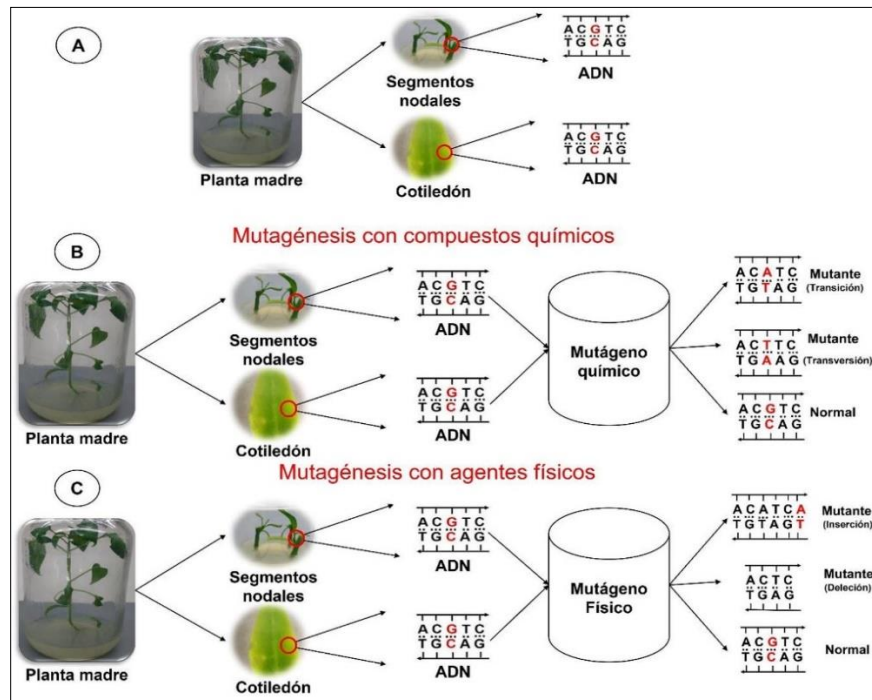 A
ACGTC
TGCAG
ADN
Segmentos
nodales
ACGTC
TGCAG
ADN
Cotiledón
Planta madre
Mutagénesis con compuestos químicos
B
ACGTC
TGCAG
ADN
Segmentos
nodales
ACGTC
TGCAG
ADN
Cotiledón
Planta madre
Mutágeno
químico
ACATC
TGTAG
Mutante
(Transición)
ACTTC
TGAAG
Mutante
(Transversión)
ACGTC
TGCAG
Normal
Mutagénesis con agentes físicos
C
ACGTC
TGCAG
ADN
Segmentos
nodales
ACGTC
TGCAG
ADN
Cotiledón
Planta madre
Mutágeno
Físico
ACATCA
TGTAGT
Mutante
(Inserción)
ACTC
TGAG
Mutante
(Deleción)
ACGTC
TGCAG
Normal